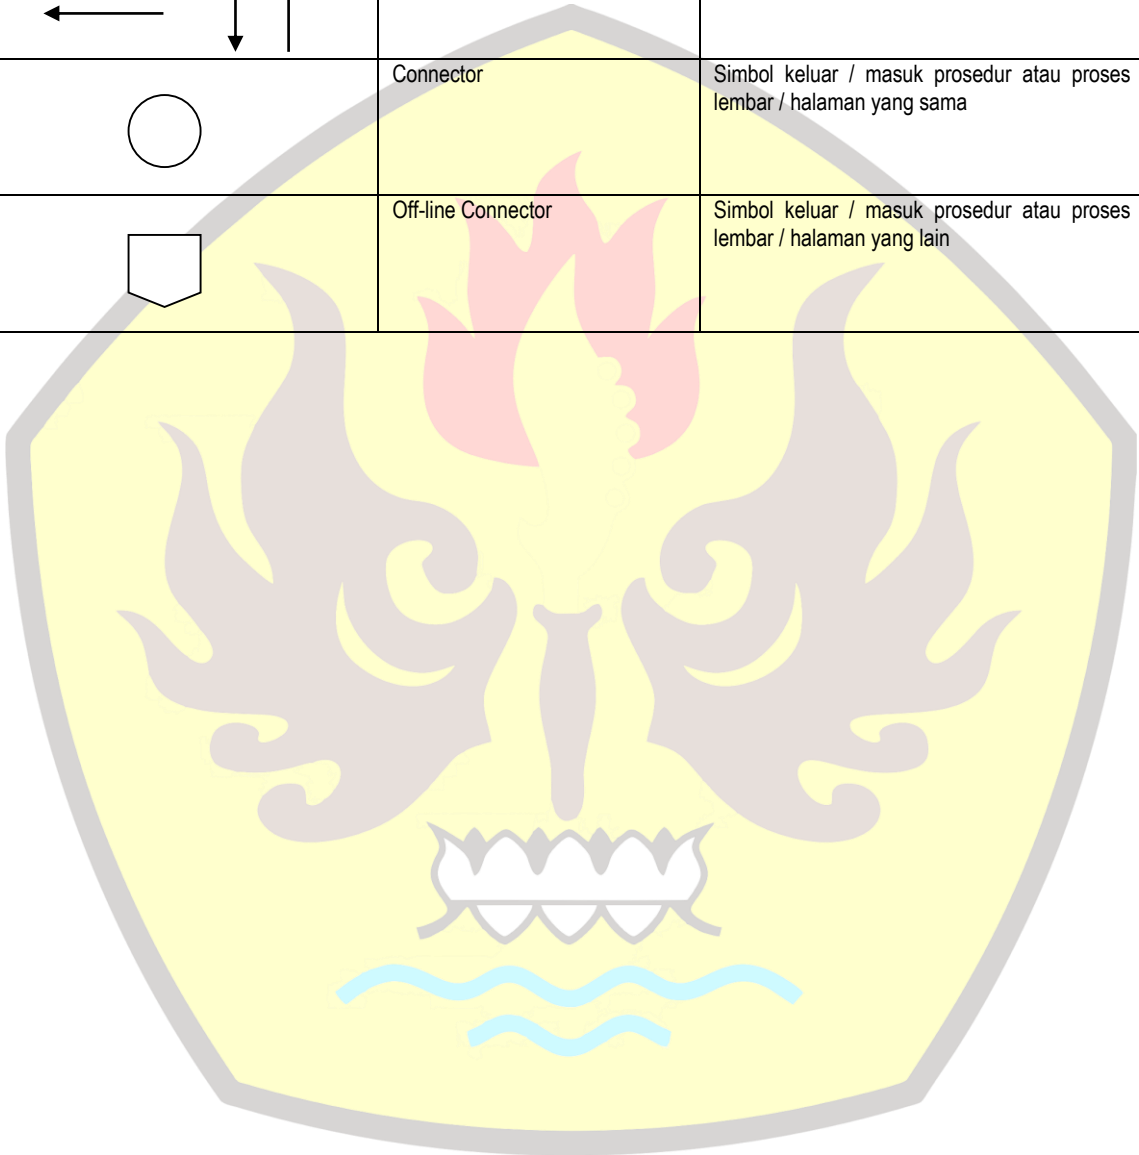 Connector
Simbol keluar / masuk prosedur atau proses
lembar / halaman yang sama
Off-line Connector
Simbol keluar / masuk prosedur atau proses
lembar / halaman yang lain